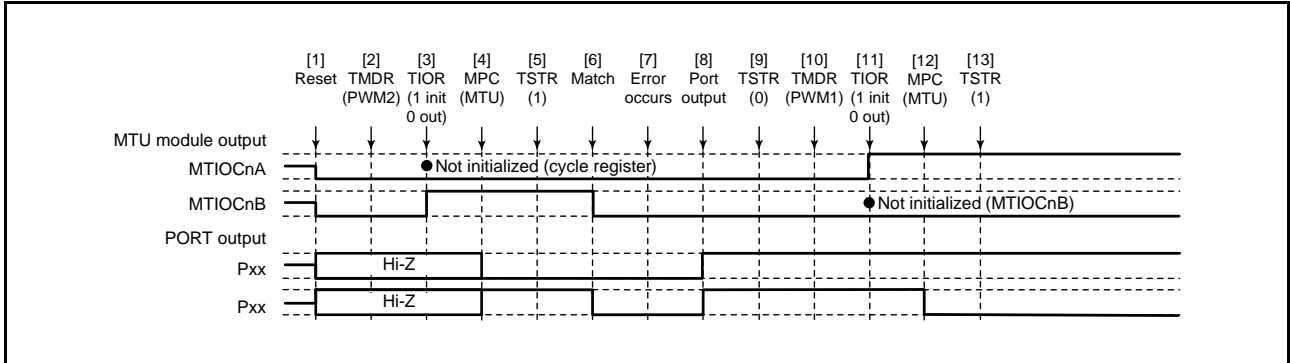 [1] [2] [3] [4] [5] [6] [7] [8] [9] [10] [11] [12] [13]
Reset TMDR TIOR MPC TSTR Match Error Port TSTR TMDR TIOR MPC TSTR
(PWM2) (1 init (MTU) (1) occurs output (0) (PWM1) (1 init (MTU) (1)
0 out) 0 out)
MTU module output
MTIOCnA ● Not initialized (cycle register)
MTIOCnB ● Not initialized (MTIOCnB)
PORT output
Pxx Hi-Z
Pxx Hi-Z